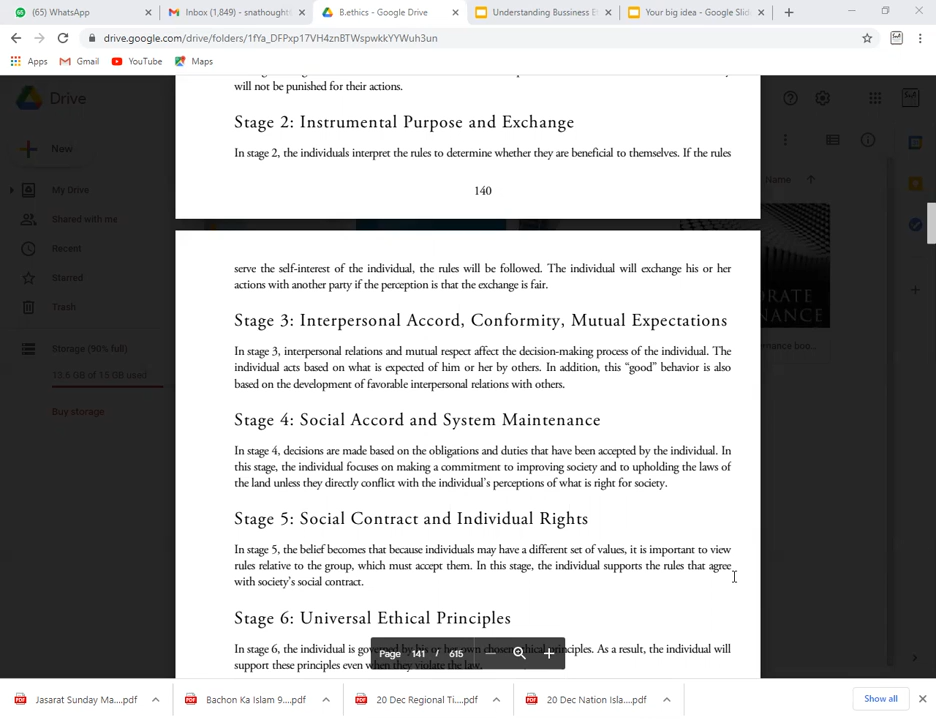 (65) WhatsApp
Inbox (1,849) - snathoughts
B.ethics - Google Drive
Understanding Bussiness Et
Your big idea - Google Slid
drive.google.com/drive/folders/1fYa_DFPxp17VH4znBTWspwkkYYWuh3un
Apps
Gmail
YouTube
Maps
Drive
New
My Drive
Shared with me
Recent
Starred
Trash
Storage (90% full)
13.6 GB of 15 GB used
Buy storage
Name
will not be punished for their actions.
Stage 2: Instrumental Purpose and Exchange
In stage 2, the individuals interpret the rules to determine whether they are beneficial to themselves. If the rules
140
serve the self-interest of the individual, the rules will be followed. The individual will exchange his or her
actions with another party if the perception is that the exchange is fair.
Stage 3: Interpersonal Accord, Conformity, Mutual Expectations
In stage 3, interpersonal relations and mutual respect affect the decision-making process of the individual. The
individual acts based on what is expected of him or her by others. In addition, this “good” behavior is also
based on the development of favorable interpersonal relations with others.
Stage 4: Social Accord and System Maintenance
In stage 4, decisions are made based on the obligations and duties that have been accepted by the individual. In
this stage, the individual focuses on making a commitment to improving society and to upholding the laws of
the land unless they directly conflict with the individual’s perceptions of what is right for society.
Stage 5: Social Contract and Individual Rights
In stage 5, the belief becomes that because individuals may have a different set of values, it is important to view
rules relative to the group, which must accept them. In this stage, the individual supports the rules that agree
with society’s social contract.
Stage 6: Universal Ethical Principles
In stage 6, the individual is governed by his or her own chosen ethical principles. As a result, the individual will
support these principles even when they violate the law.
Page 141 / 615
ORATE
NANCE
nance boo...
Jasarat Sunday Ma....pdf
Bachon Ka Islam 9....pdf
20 Dec Regional Ti....pdf
20 Dec Nation Isla....pdf
Show all